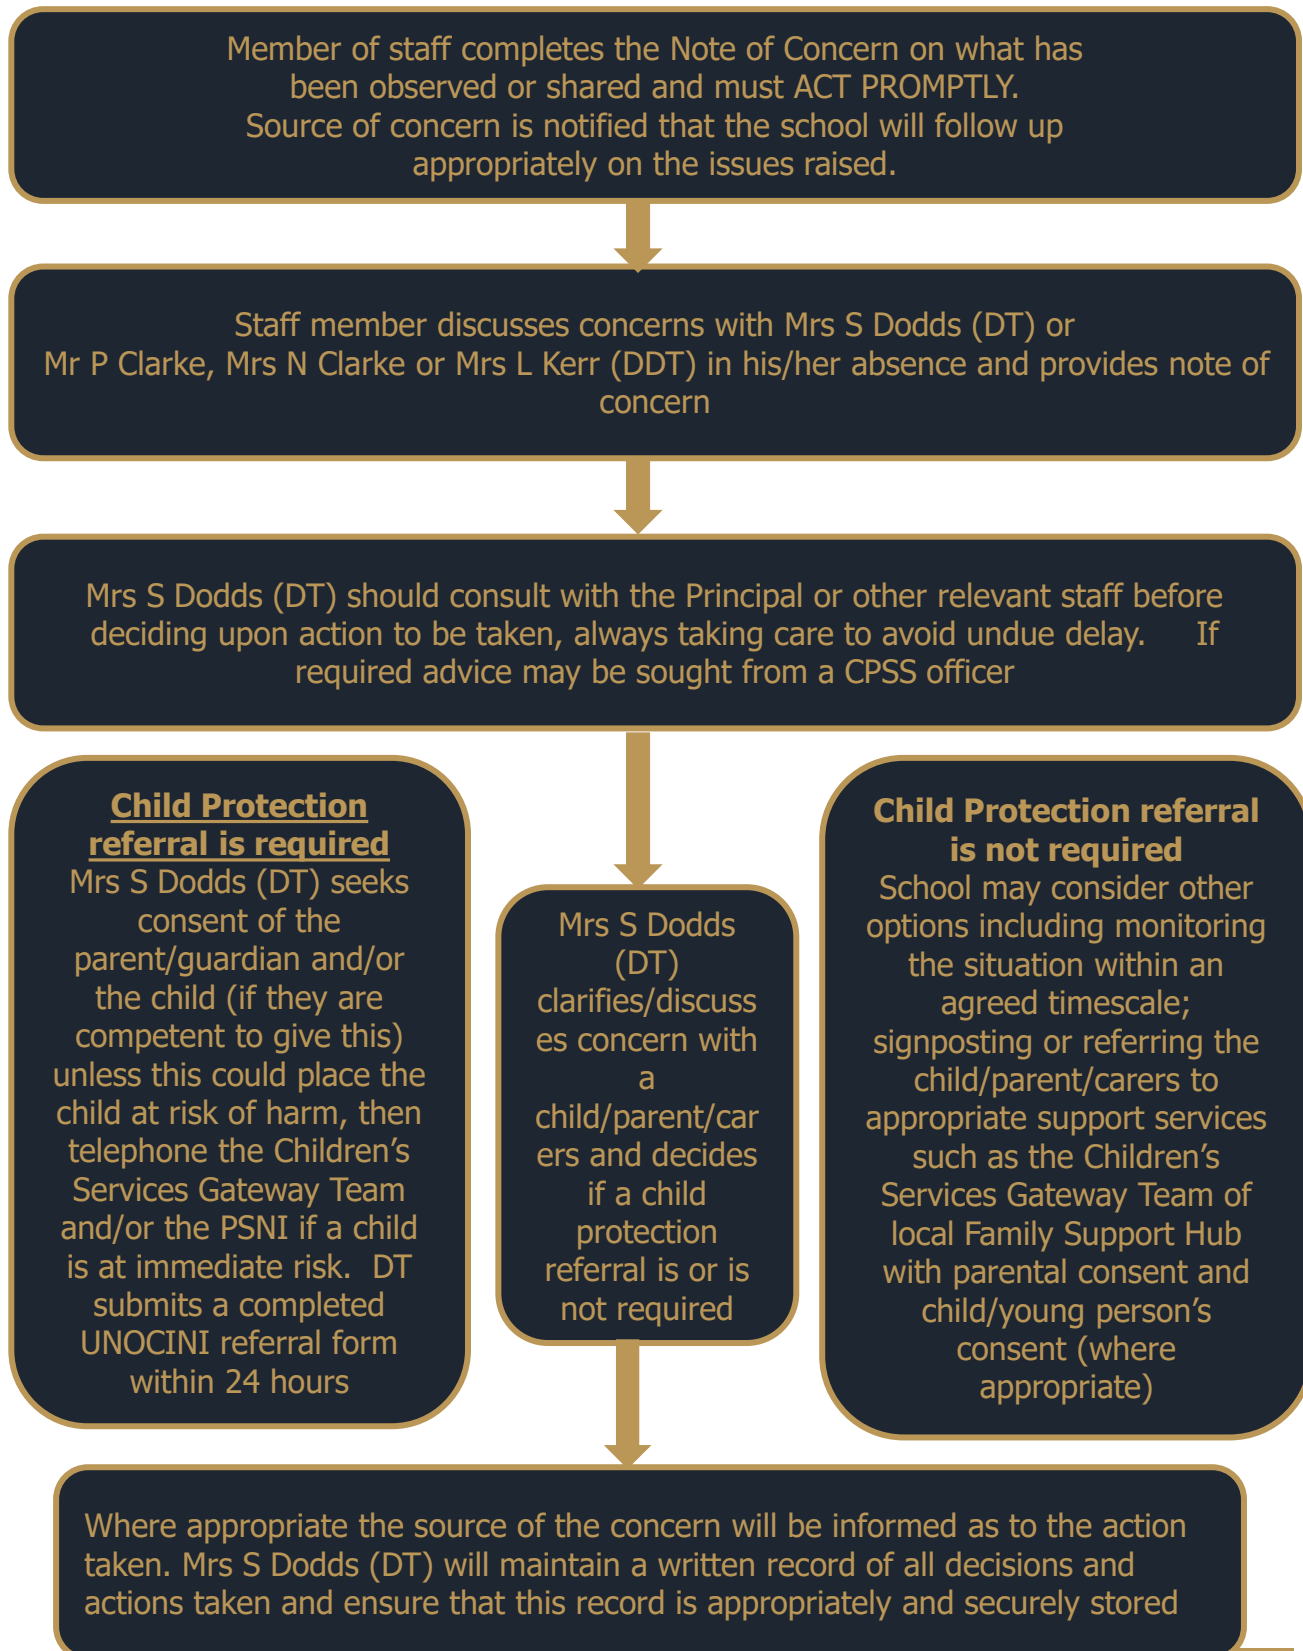 Member of staff completes the Note of Concern on what has
been observed or shared and must ACT PROMPTLY.
Source of concern is notified that the school will follow up
appropriately on the issues raised.
Staff member discusses concerns with Mrs S Dodds (DT) or
Mr P Clarke, Mrs N Clarke or Mrs L Kerr (DDT) in his/her absence and provides note of
concern
Mrs S Dodds (DT) should consult with the Principal or other relevant staff before
deciding upon action to be taken, always taking care to avoid undue delay. If
required advice may be sought from a CPSS officer
Child Protection
referral is required
Mrs S Dodds (DT) seeks
consent of the
parent/guardian and/or
the child (if they are
competent to give this)
unless this could place the
child at risk of harm, then
telephone the Children's
Services Gateway Team
and/or the PSNI if a child
is at immediate risk. DT
submits a completed
UNOCINI referral form
within 24 hours
Mrs S Dodds
(DT)
clarifies/discuss
es concern with
a
child/parent/car
ers and decides
if a child
protection
referral is or is
not required
Child Protection referral
is not required
School may consider other
options including monitoring
the situation within an
agreed timescale;
signposting or referring the
child/parent/carers to
appropriate support services
such as the Children's
Services Gateway Team of
local Family Support Hub
with parental consent and
child/young person's
consent (where
appropriate)
Where appropriate the source of the concern will be informed as to the action
taken. Mrs S Dodds (DT) will maintain a written record of all decisions and
actions taken and ensure that this record is appropriately and securely stored